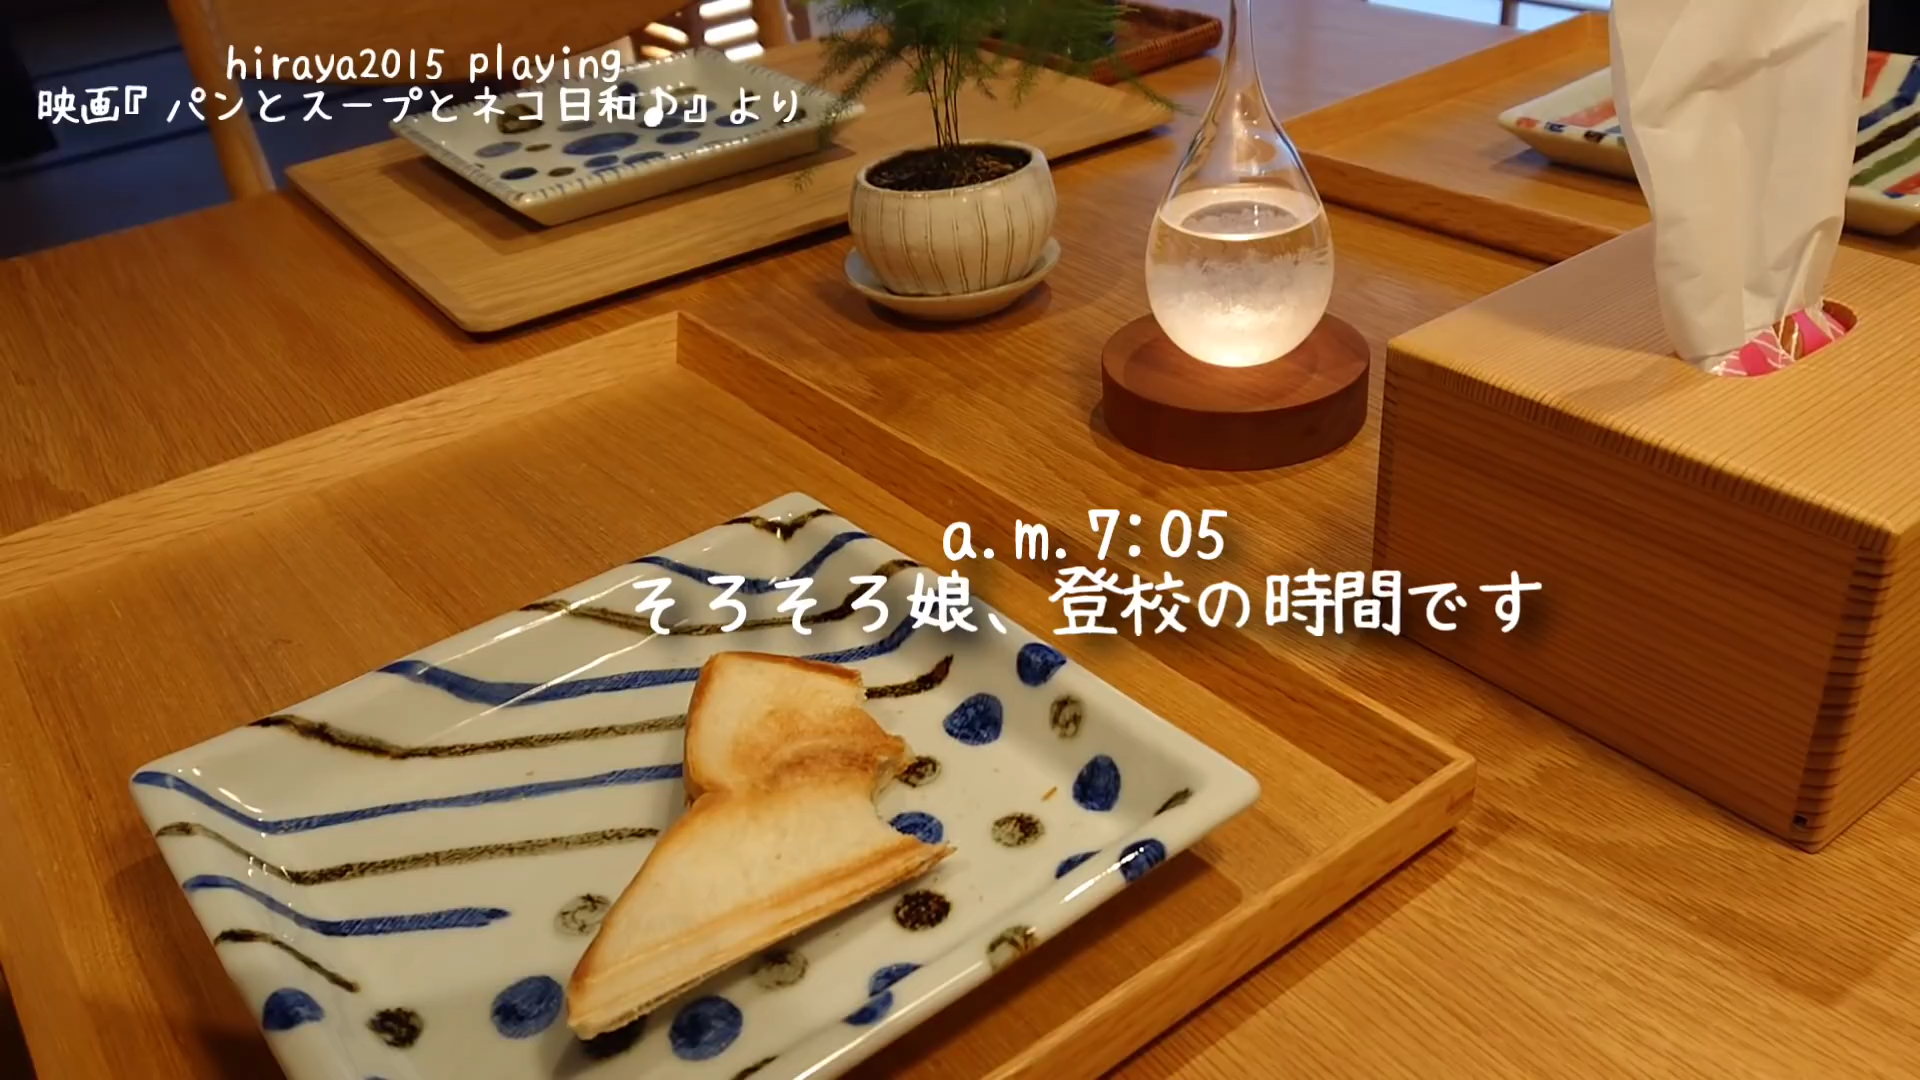 hiraya2015 playing
映画『パンとスープとネコ日和♪』より
a.m.7:05
そろそろ娘、登校の時間です